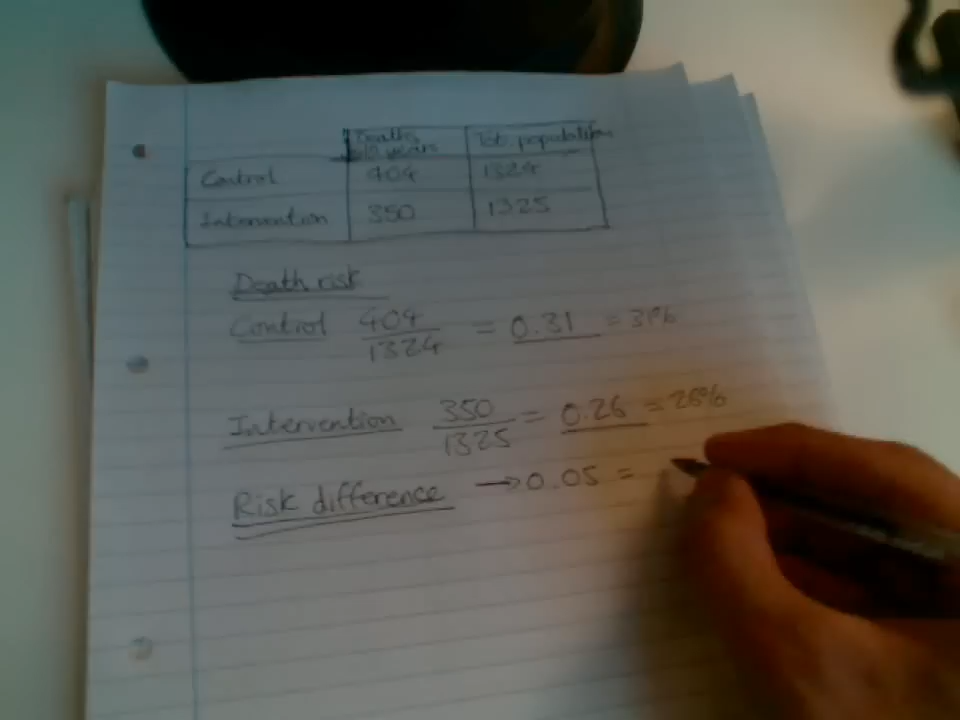 Deaths Tot. population
years
Control 404 1324
Intervention 350 1325
Death risk
Control 404/1324 = 0.31 = 31%
Intervention 350/1325 = 0.26 = 26%
Risk difference → 0.05 =